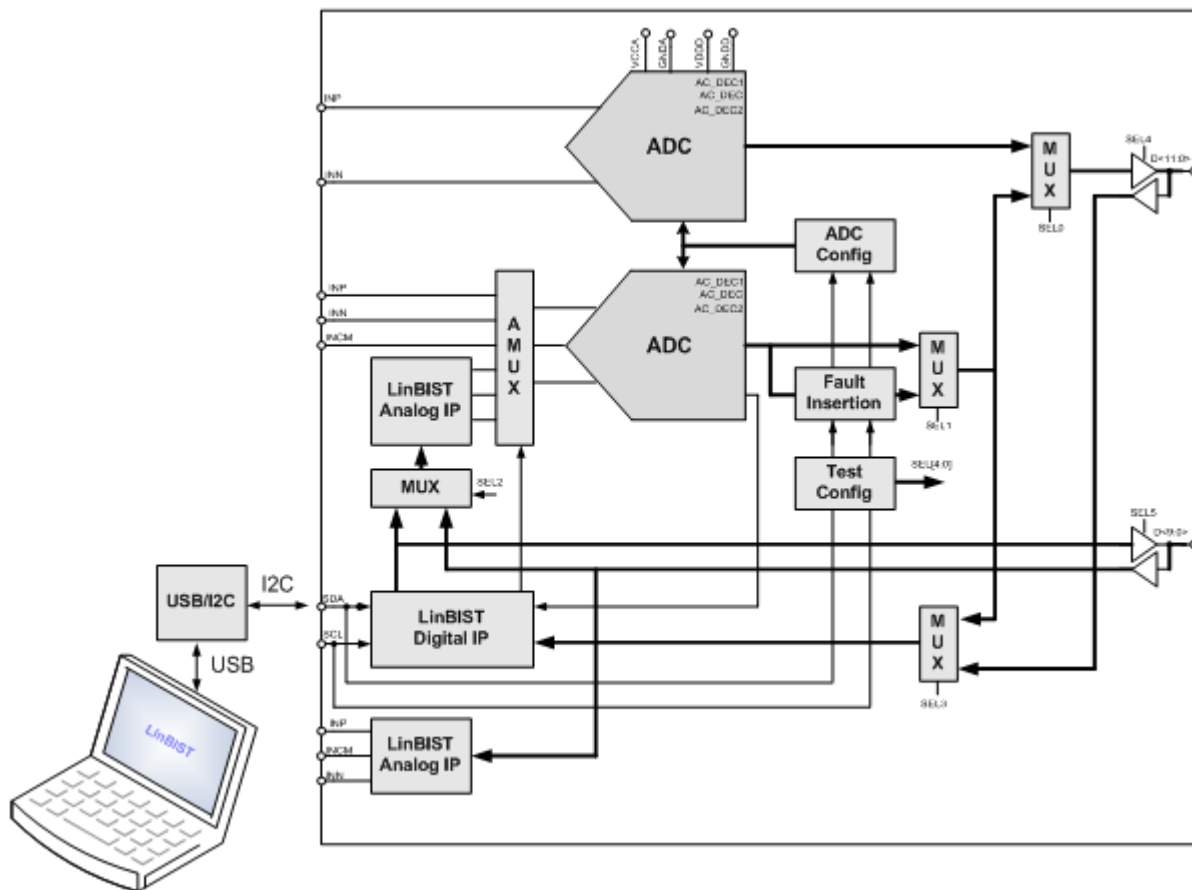 VCCA
GNDA
VDDD
GNDD
AC_DEC1
AC_DEC
AC_DEC2
ADC
INP
INN
MUX
SEL0
SEL4
D<11:0>
ADC
Config
INP
INN
INCM
AMUX
AC_DEC1
AC_DEC
AC_DEC2
ADC
MUX
SEL1
LinBIST
Analog IP
Fault
Insertion
MUX
SEL2
Test
Config
SEL[4:0]
SEL5
D<9:0>
USB/I2C
I2C
SDA
SCL
LinBIST
Digital IP
MUX
SEL3
USB
LinBIST
INP
INCM
INN
LinBIST
Analog IP